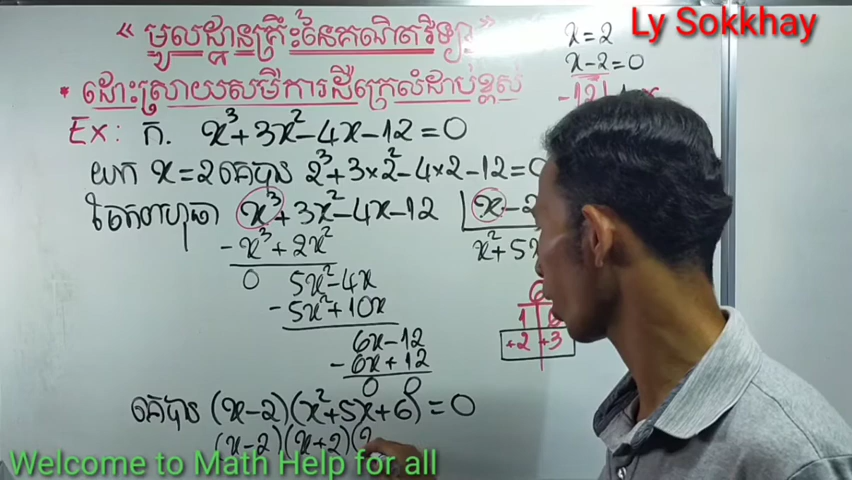 Ly Sokkhay
« មូលដ្ឋានគ្រឹះនៃគណិតវិទ្យា »
x = 2
x - 2 = 0
• ដោះស្រាយសមីការដឺក្រេលំដាប់ខ្ពស់
-12
Ex: ក. x³ + 3x² - 4x - 12 = 0
យក x = 2 គេបាន 2³ + 3×2² - 4×2 - 12 = 0
ចែកពហុធា x³ + 3x² - 4x - 12 | x - 2
- x³ + 2x²
x² + 5x
0 5x² - 4x
- 5x² + 10x
6
1 6
6x - 12
+2 +3
- 6x + 12
0 0
គេបាន (x - 2)(x² + 5x + 6) = 0
(x - 2)(x + 2)(
Welcome to Math Help for all